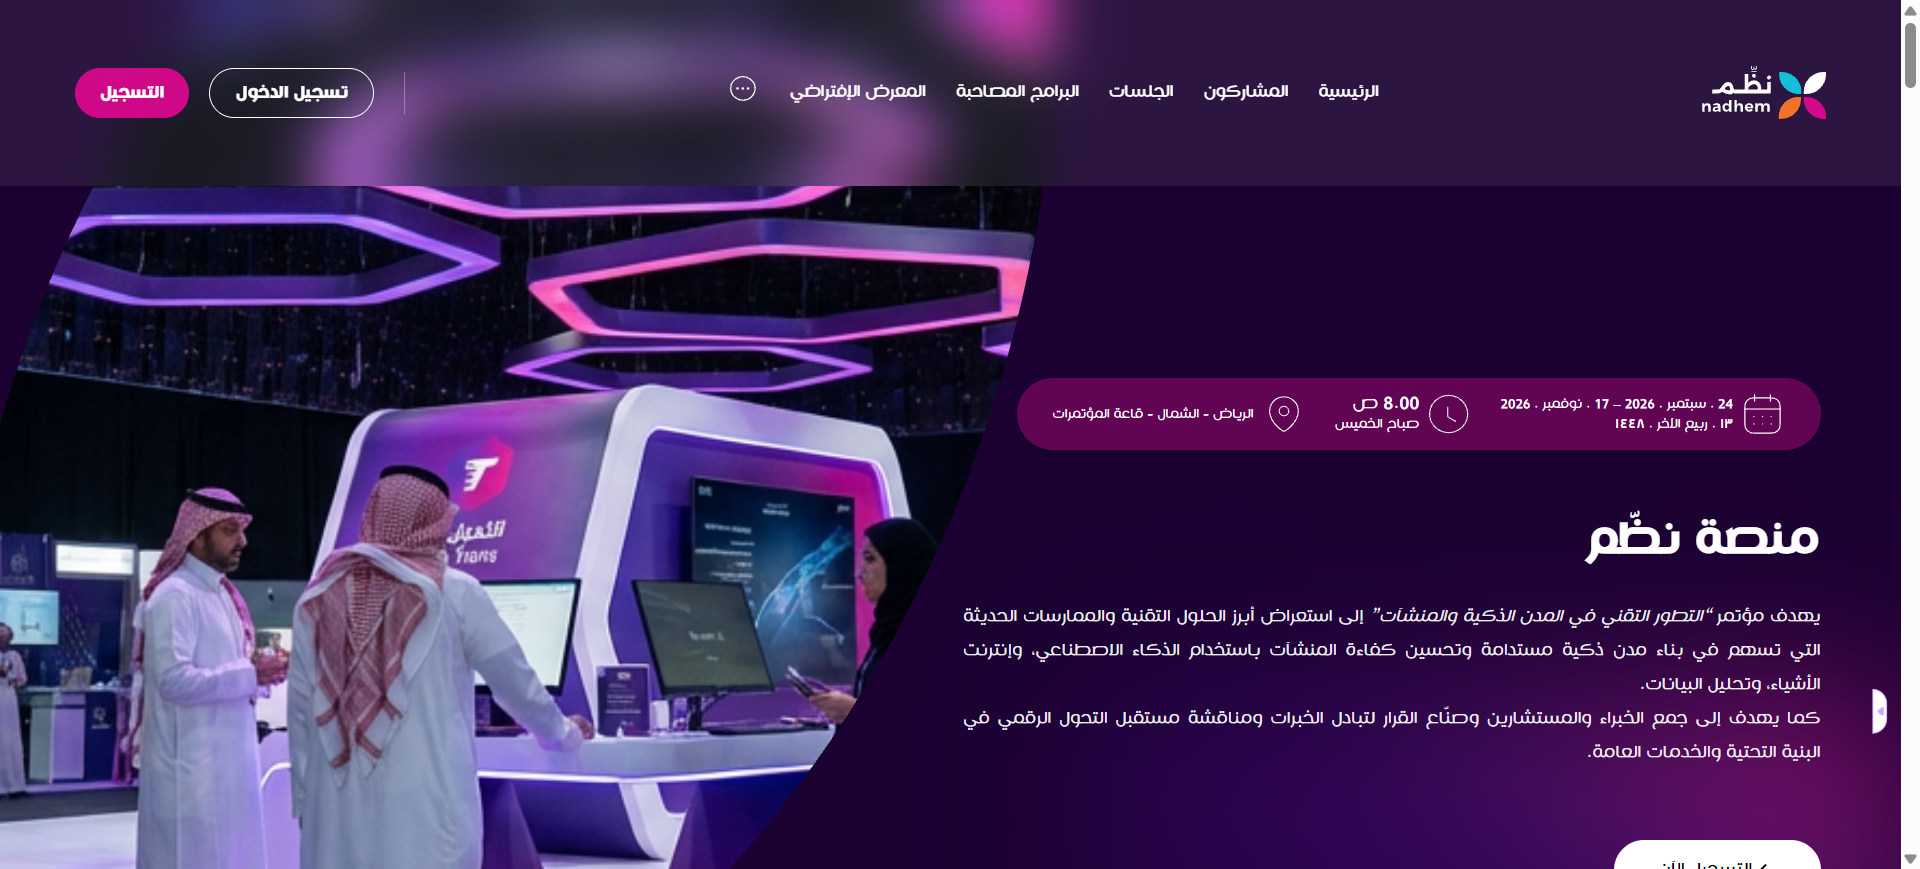 نظّم
nadhem
الرئيسية
المشاركون
الجلسات
البرامج المصاحبة
المعرض الإفتراضي
تسجيل الدخول
التسجيل
24 . سبتمبر . 2026 – 17 . نوفمبر . 2026
١٣ . ربيع الآخر . ١٤٤٨
8.00 ص
صباح الخميس
الرياض - الشمال - قاعة المؤتمرات
منصة نظّم
يهدف مؤتمر “التطور التقني في المدن الذكية والمنشآت” إلى استعراض أبرز الحلول التقنية والممارسات الحديثة
التي تسهم في بناء مدن ذكية مستدامة وتحسين كفاءة المنشآت باستخدام الذكاء الاصطناعي، وإنترنت
الأشياء، وتحليل البيانات.
كما يهدف إلى جمع الخبراء والمستشارين وصنّاع القرار لتبادل الخبرات ومناقشة مستقبل التحول الرقمي في
البنية التحتية والخدمات العامة.
التسجيل الآن